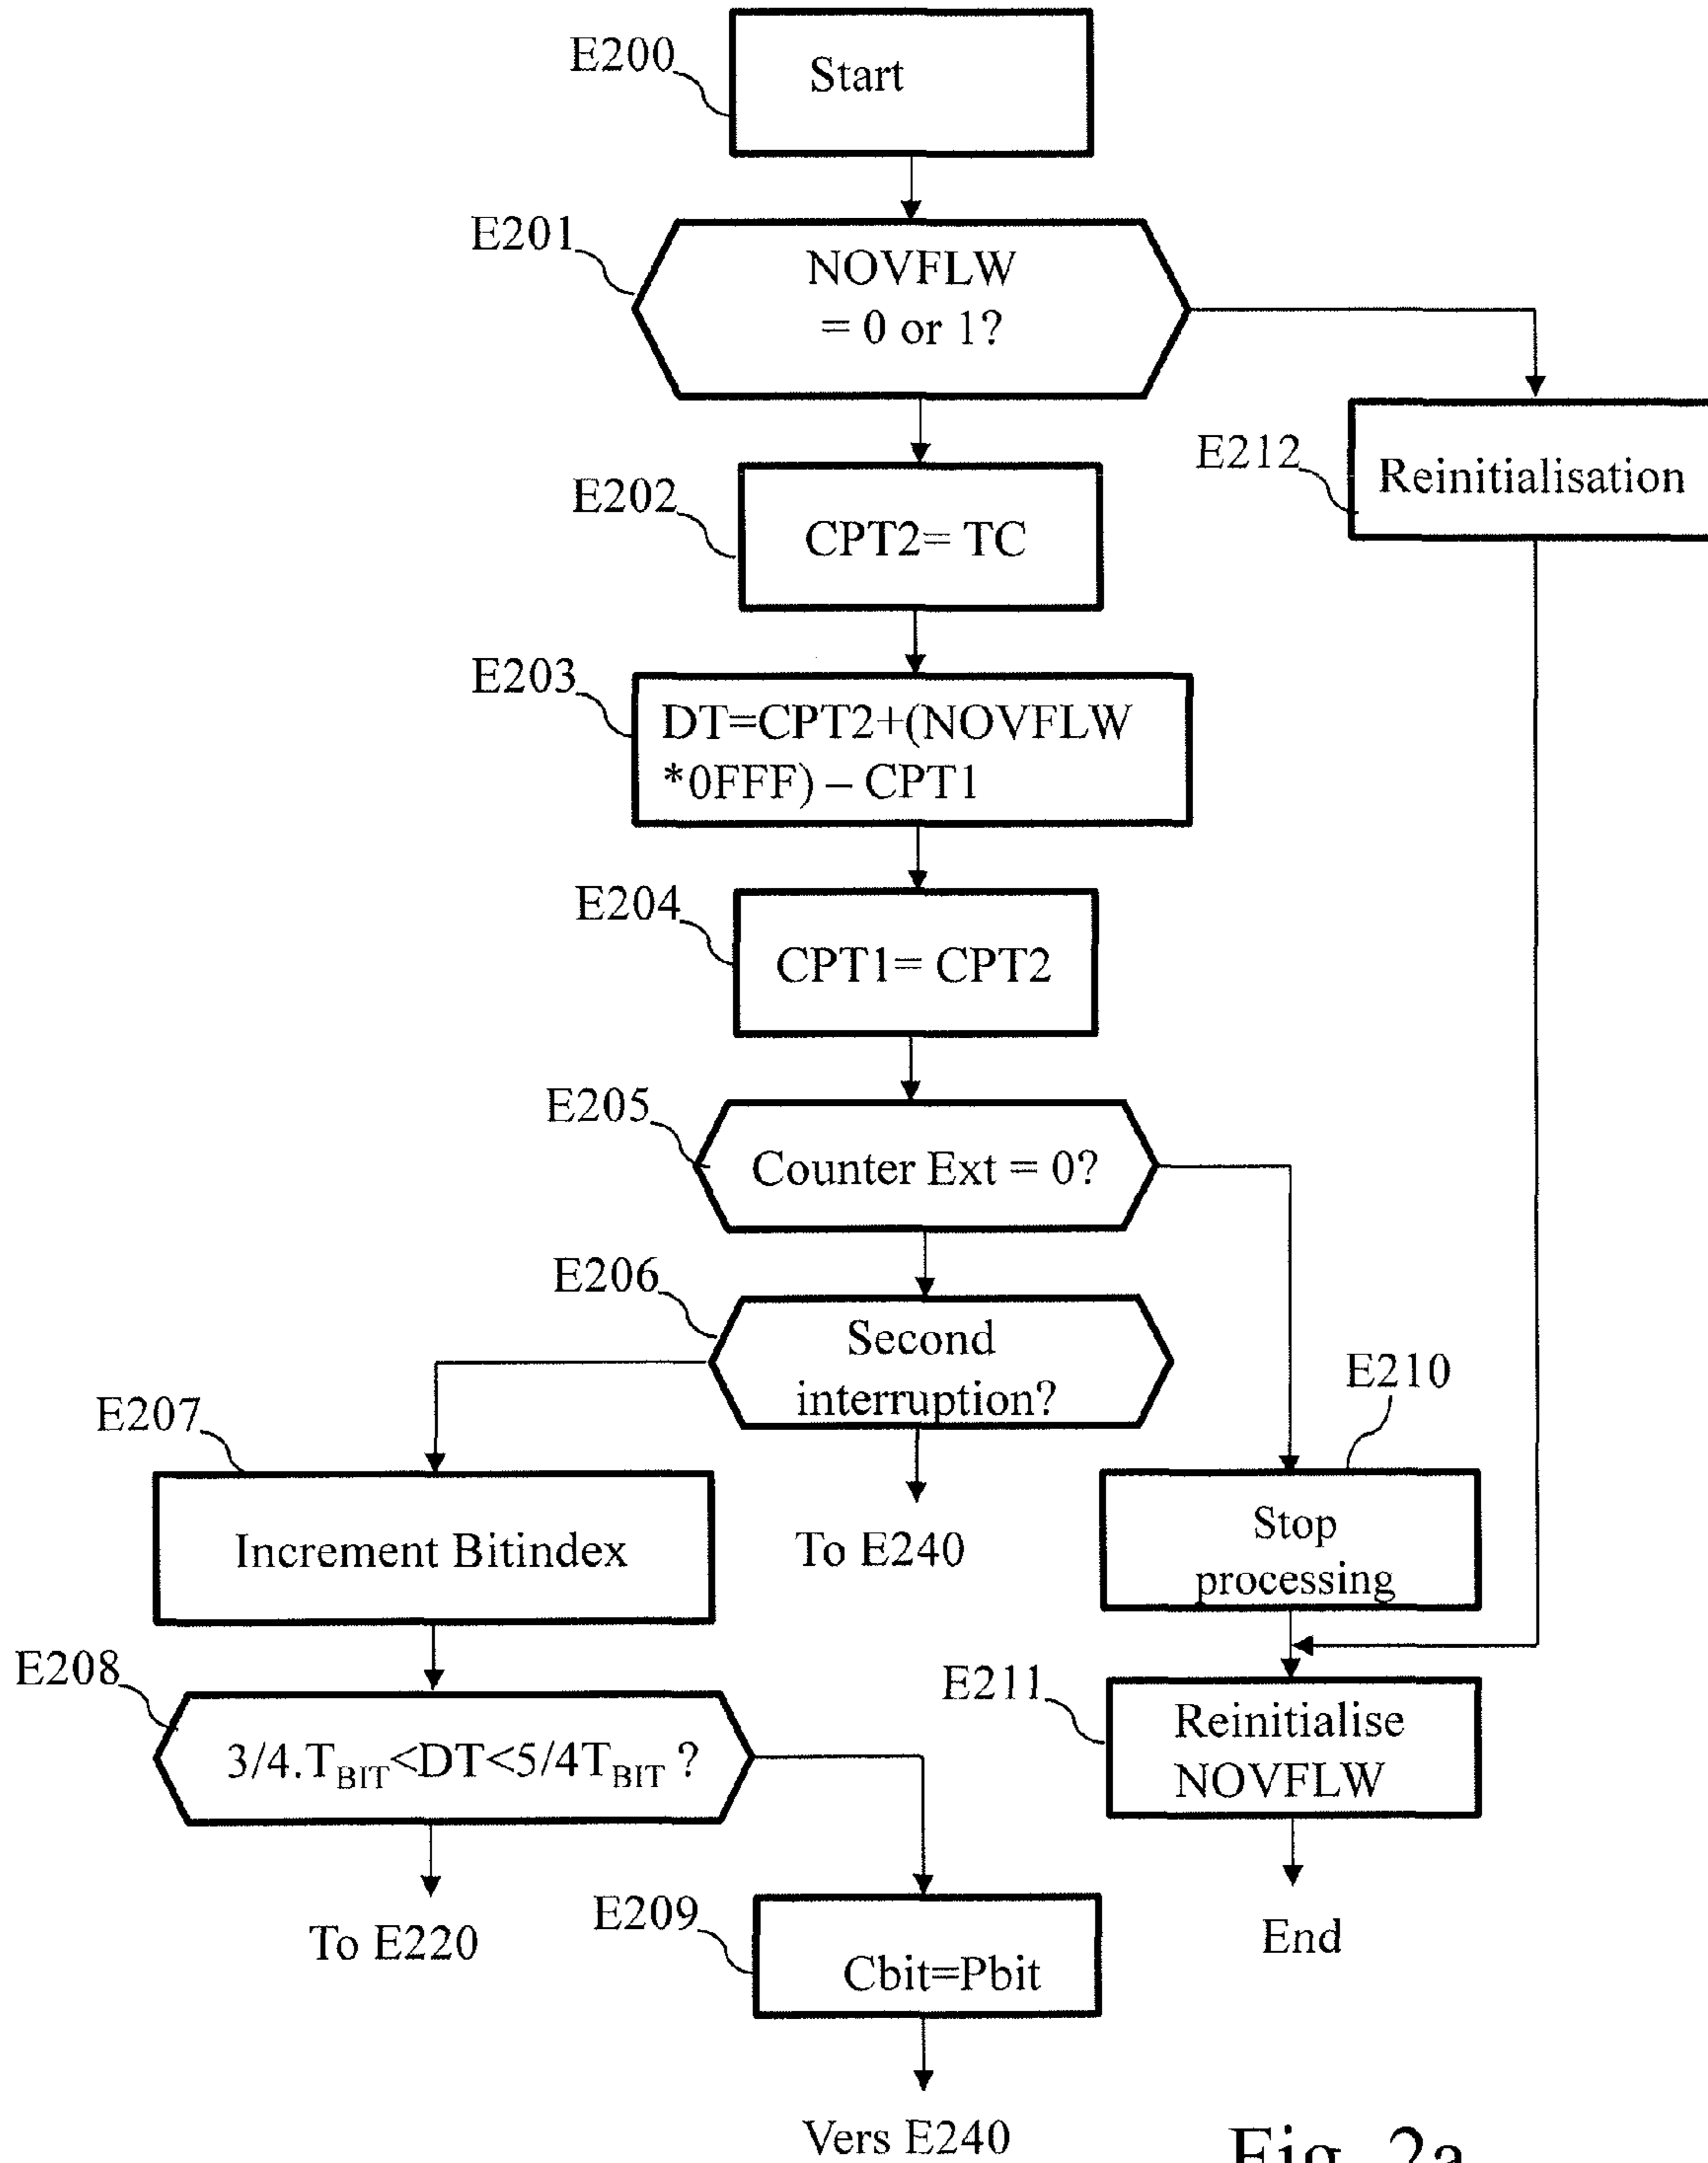 E200
Start
E201
NOVFLW
= 0 or 1?
E212
Reinitialisation
E202
CPT2= TC
E203
DT=CPT2+(NOVFLW
*0FFF) – CPT1
E204
CPT1= CPT2
E205
Counter Ext = 0?
E206
Second
interruption?
E207
Increment Bitindex
To E240
E210
Stop
processing
E208
3/4.TBIT<DT<5/4TBIT ?
E211
Reinitialise
NOVFLW
To E220
E209
Cbit=Pbit
End
Vers E240
Fig. 2a